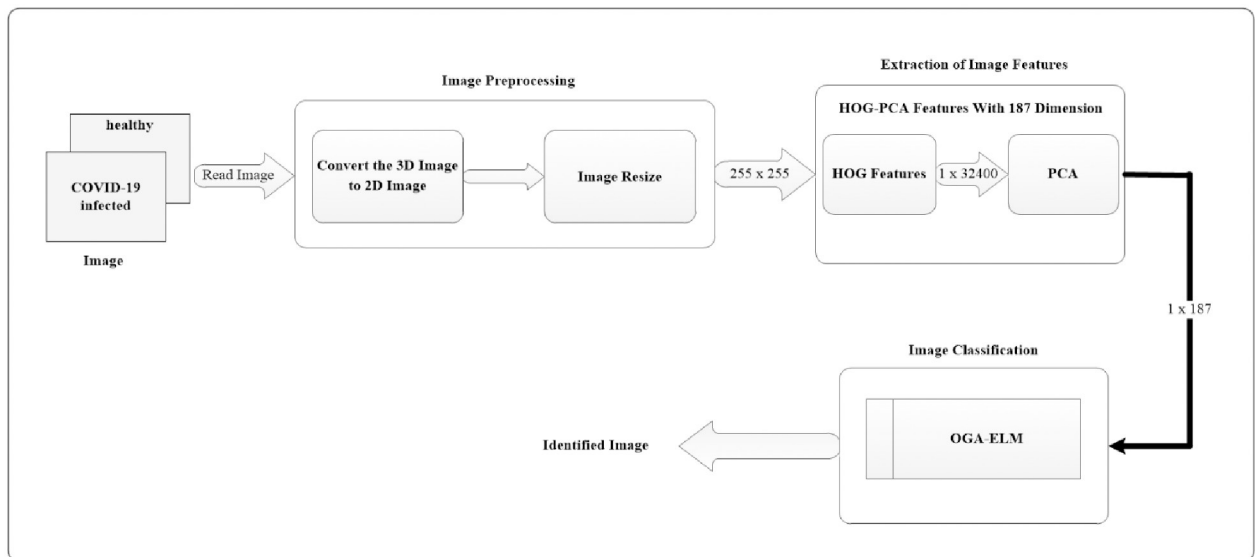 Image Preprocessing
Extraction of Image Features
healthy
COVID-19
infected
Image
Read Image
Convert the 3D Image
to 2D Image
Image Resize
255 x 255
HOG-PCA Features With 187 Dimension
HOG Features
1 x 32400
PCA
1 x 187
Image Classification
OGA-ELM
Identified Image